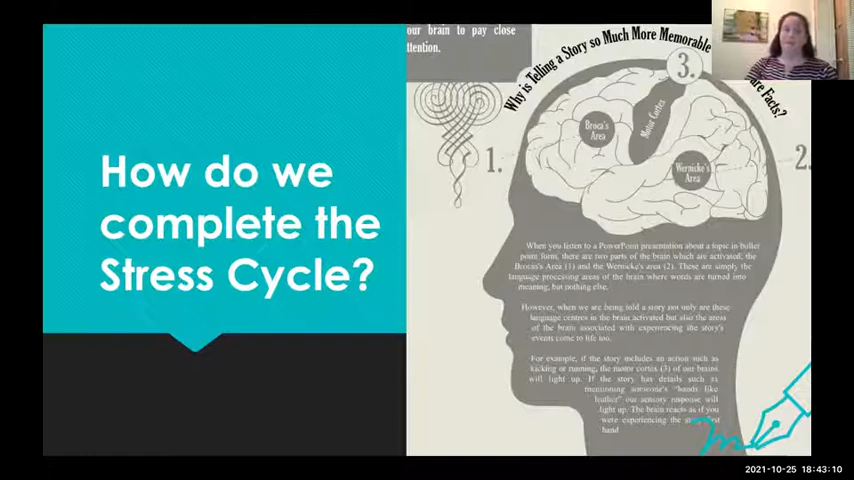 How do we
complete the
Stress Cycle?
our brain to pay close
attention.
Why is Telling a Story so Much More Memorable
are Facts?
3.
Broca's
Area
Motor Cortex
Wernicke's
Area
1.
2.
When you listen to a PowerPoint presentation about a topic in bullet
point form, there are two parts of the brain which are activated, the
Brocas's Area (1) and the Wernicke's area (2). These are simply the
language processing areas of the brain where words are turned into
meaning, but nothing else.
However, when we are being told a story not only are these
language centres in the brain activated but also the areas
of the brain associated with experiencing the story's
events come to life too.
For example, if the story includes an action such as
kicking or running, the motor cortex (3) of our brains
will light up. If the story has details such as
mentioning someone's "hands like
leather" our sensory response will
light up. The brain reacts as if you
were experiencing the
hand
2021-10-25 18:43:10